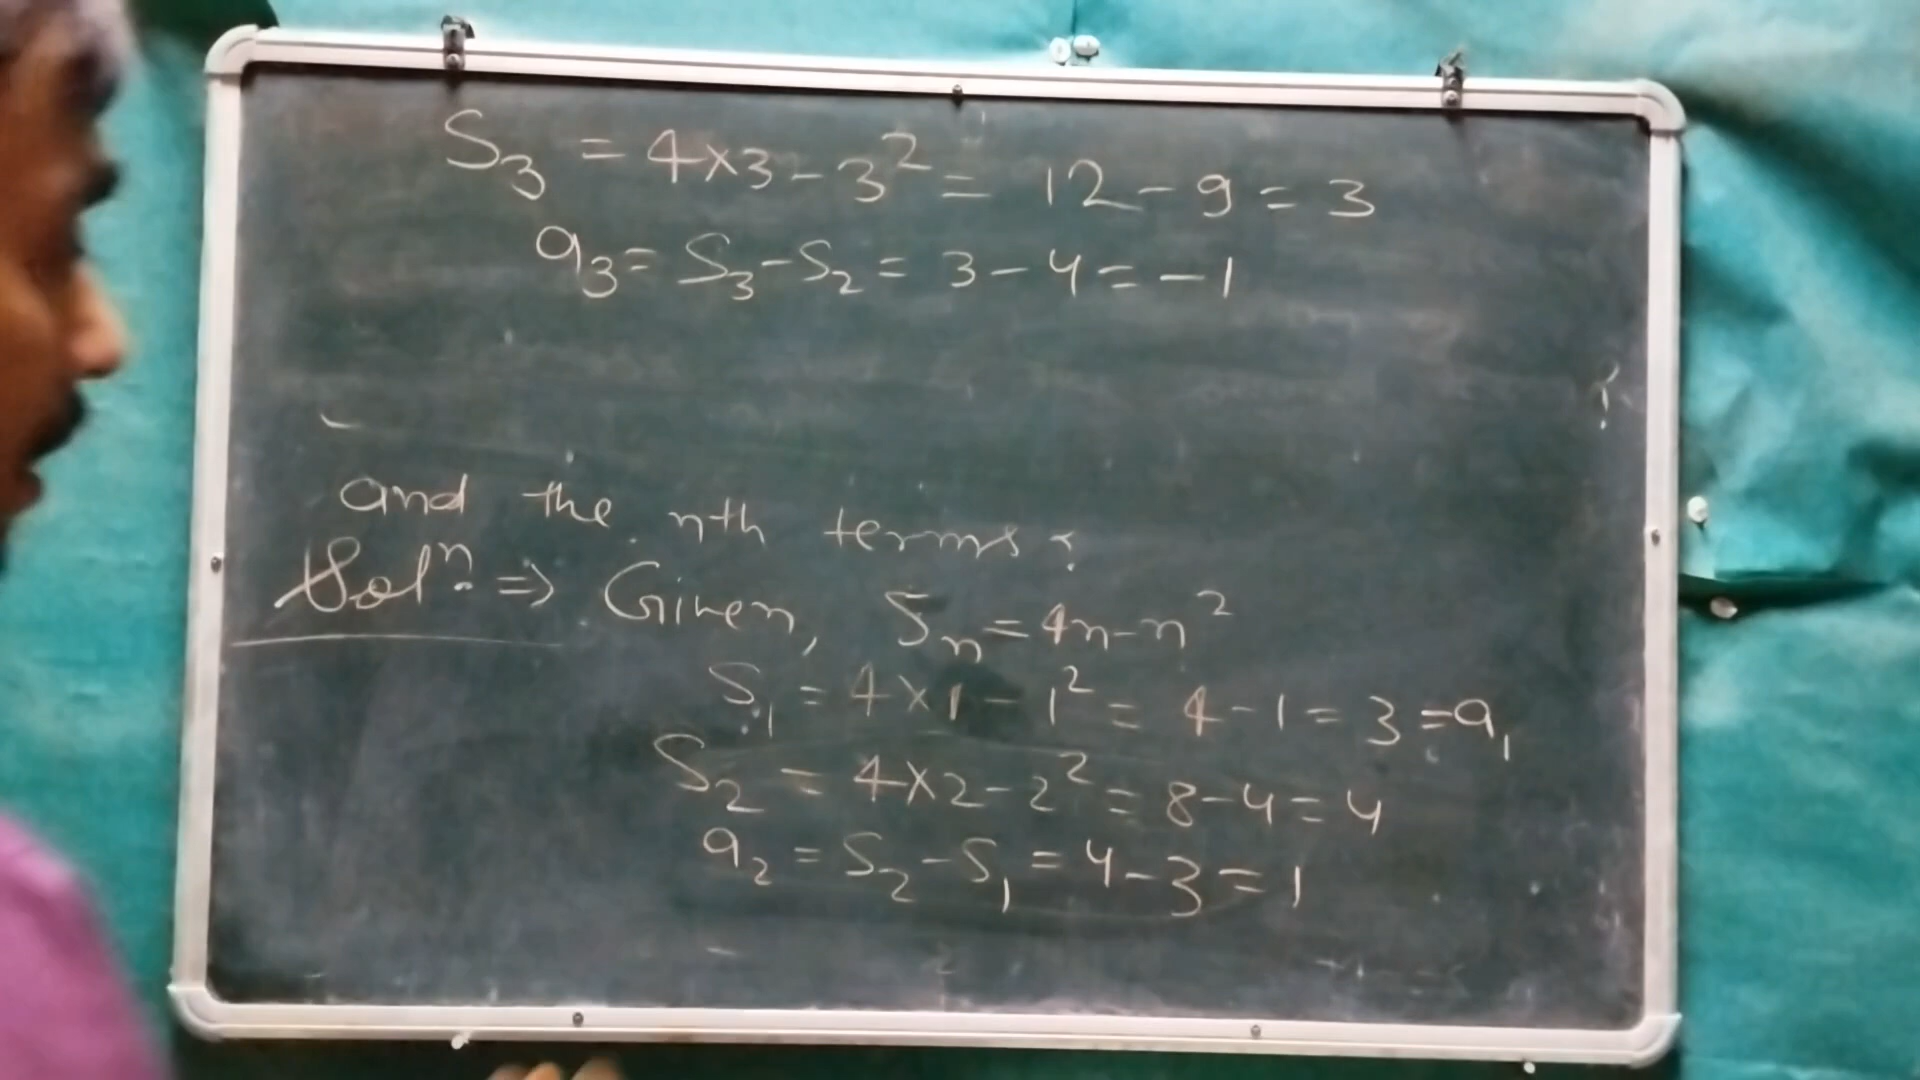 S₃ = 4×3-3² = 12-9 = 3
a₃ = S₃-S₂ = 3-4 = -1
and the nth terms?
Solⁿ. => Given, Sn = 4n-n²
S₁ = 4×1-1² = 4-1 = 3 = a₁
S₂ = 4×2-2² = 8-4 = 4
a₂ = S₂-S₁ = 4-3 = 1